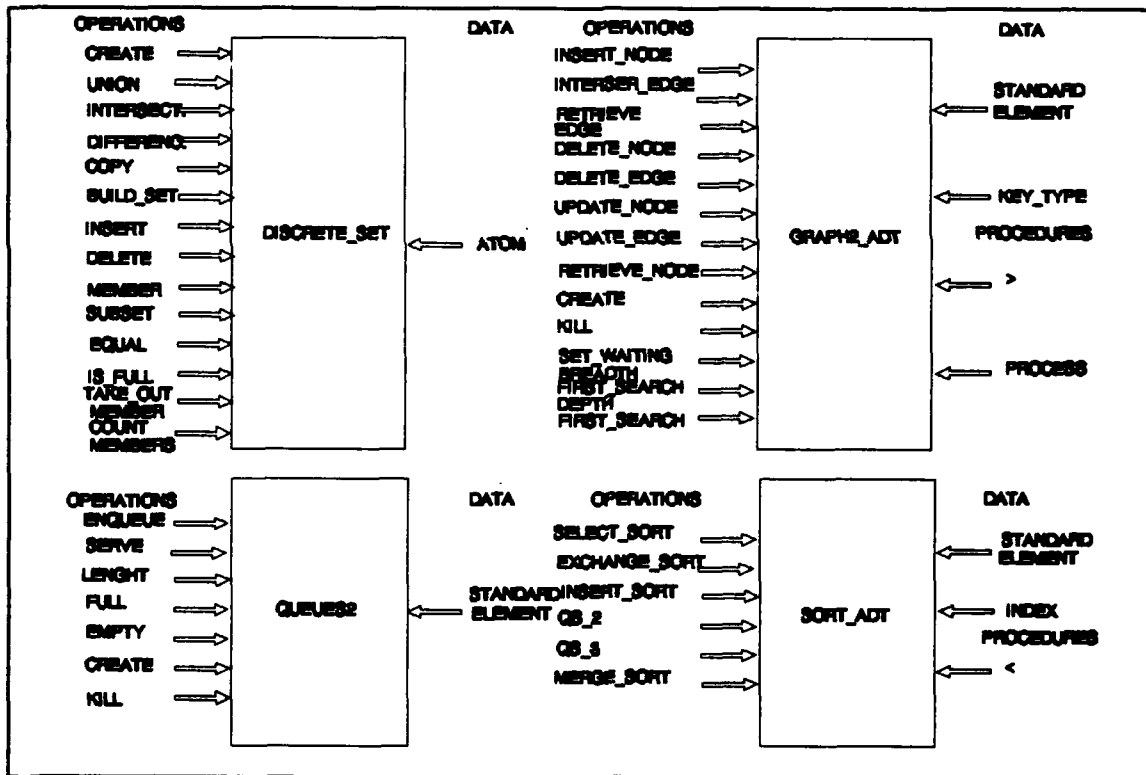 OPERATIONS
CREATE
UNION
INTERSECT.
DIFFERENC.
COPY
BUILD_SET
INSERT
DELETE
MEMBER
SUBSET
EQUAL
IS_FULL
TAKE_OUT
MEMBER
COUNT
MEMBERS
DISCRETE_SET
DATA
ATOM
OPERATIONS
INSERT_NODE
INTERSER_EDGE
RETRIEVE
EDGE
DELETE_NODE
DELETE_EDGE
UPDATE_NODE
UPDATE_EDGE
RETRIEVE_NODE
CREATE
KILL
SET_WAITING
BREADTH
FIRST_SEARCH
DEPTH
FIRST_SEARCH
GRAPH2_ADT
DATA
STANDARD
ELEMENT
KEY_TYPE
PROCEDURES
>
PROCESS
OPERATIONS
ENQUEUE
SERVE
LENGHT
FULL
EMPTY
CREATE
KILL
QUEUES2
DATA
STANDARD
ELEMENT
OPERATIONS
SELECT_SORT
EXCHANGE_SORT
INSERT_SORT
QS_2
QS_3
MERGE_SORT
SORT_ADT
DATA
STANDARD
ELEMENT
INDEX
PROCEDURES
<